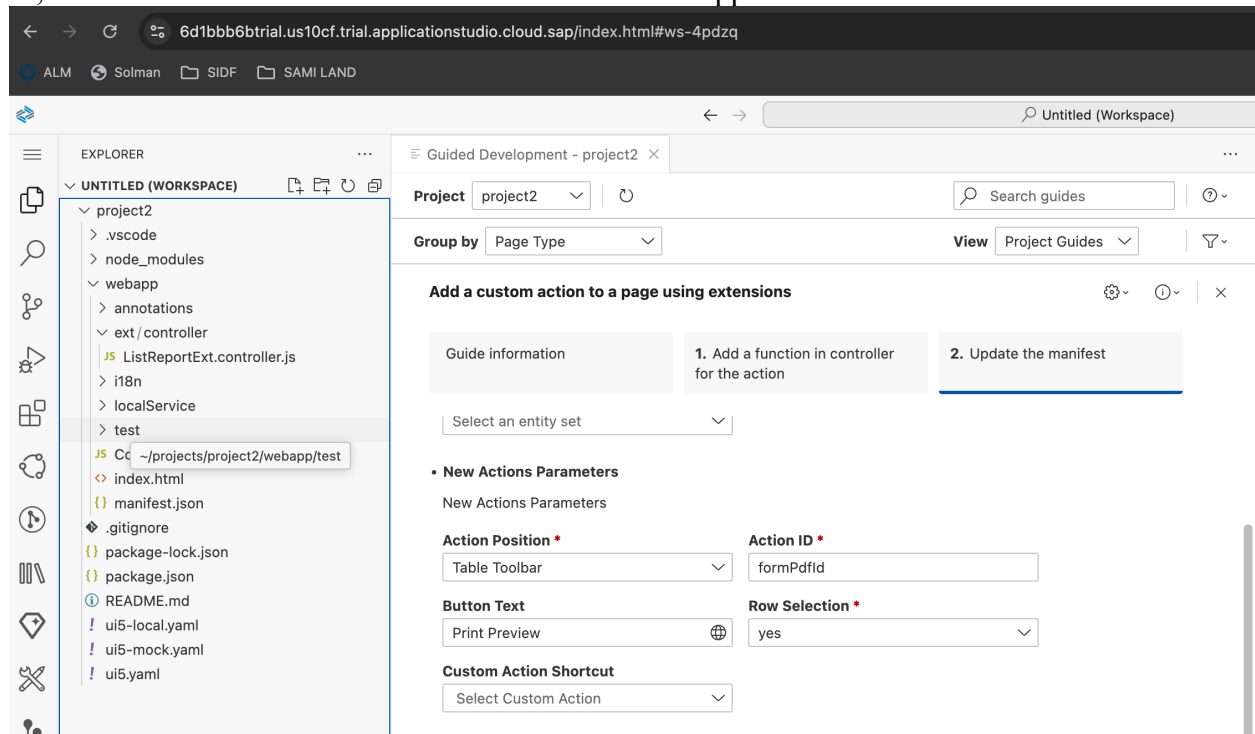 6d1bbb6btrial.us10cf.trial.applicationstudio.cloud.sap/index.html#ws-4pdzq
ALM Solman SIDF SAMI LAND
Untitled (Workspace)
EXPLORER
Guided Development - project2
UNTITLED (WORKSPACE)
project2
.vscode
node_modules
webapp
annotations
ext/controller
JS ListReportExt.controller.js
i18n
localService
test
JS
~/projects/project2/webapp/test
<> index.html
{} manifest.json
.gitignore
{} package-lock.json
{} package.json
README.md
! ui5-local.yaml
! ui5-mock.yaml
! ui5.yaml
Project project2
Search guides
Group by Page Type
View Project Guides
Add a custom action to a page using extensions
Guide information
1. Add a function in controller
for the action
2. Update the manifest
Select an entity set
• New Actions Parameters
New Actions Parameters
Action Position *
Table Toolbar
Action ID *
formPdfId
Button Text
Print Preview
Row Selection *
yes
Custom Action Shortcut
Select Custom Action